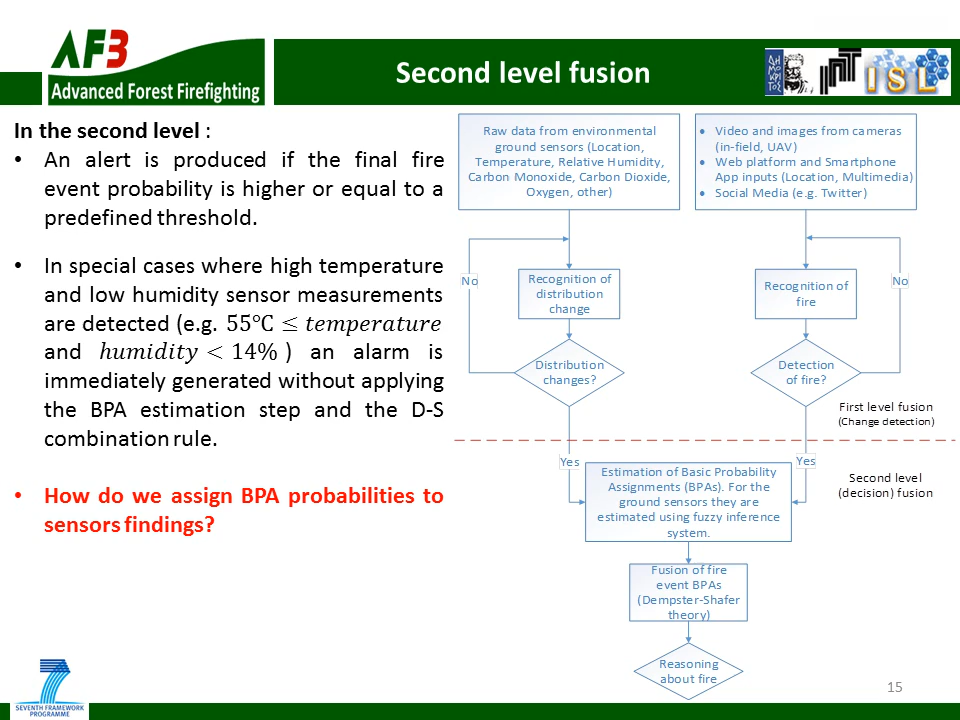 AF3
Advanced Forest Firefighting
Second level fusion
ISL
In the second level :
• An alert is produced if the final fire
event probability is higher or equal to a
predefined threshold.
• In special cases where high temperature
and low humidity sensor measurements
are detected (e.g. 55℃ ≤ temperature
and humidity < 14% ) an alarm is
immediately generated without applying
the BPA estimation step and the D-S
combination rule.
• How do we assign BPA probabilities to
sensors findings?
Raw data from environmental
ground sensors (Location,
Temperature, Relative Humidity,
Carbon Monoxide, Carbon Dioxide,
Oxygen, other)
• Video and images from cameras
(in-field, UAV)
• Web platform and Smartphone
App inputs (Location, Multimedia)
• Social Media (e.g. Twitter)
No
Recognition of
distribution
change
Recognition of
fire
No
Distribution
changes?
Detection
of fire?
First level fusion
(Change detection)
Yes
Yes
Estimation of Basic Probability
Assignments (BPAs). For the
ground sensors they are
estimated using fuzzy inference
system.
Second level
(decision) fusion
Fusion of fire
event BPAs
(Dempster-Shafer
theory)
Reasoning
about fire
SEVENTH FRAMEWORK
PROGRAMME
15